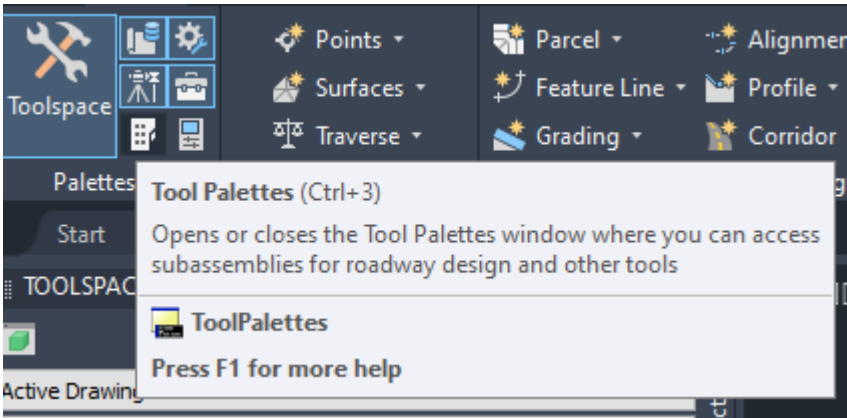 Toolspace
Points
Surfaces
Traverse
Parcel
Feature Line
Grading
Profile
Corridor
Palettes
Start
Tool Palettes (Ctrl+3)
Opens or closes the Tool Palettes window where you can access
subassemblies for roadway design and other tools
ToolPalettes
Press F1 for more help
TOOLSPAC
Active Drawing